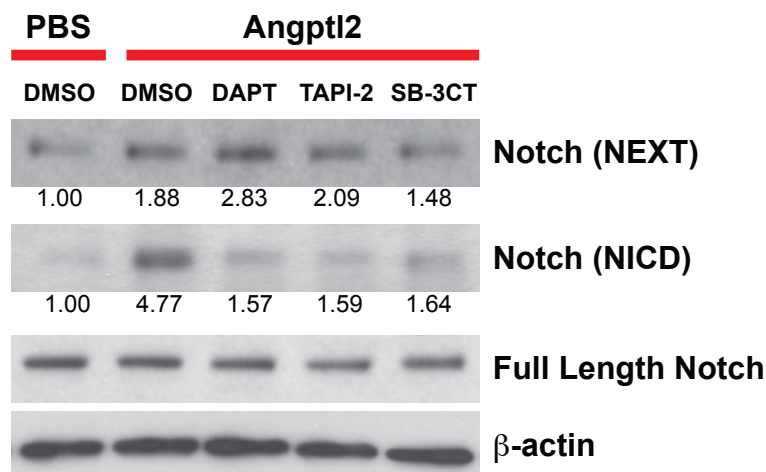 PBS Angptl2
DMSO DMSO DAPT TAPI-2 SB-3CT
Notch (NEXT)
1.00 1.88 2.83 2.09 1.48
Notch (NICD)
1.00 4.77 1.57 1.59 1.64
Full Length Notch
β-actin